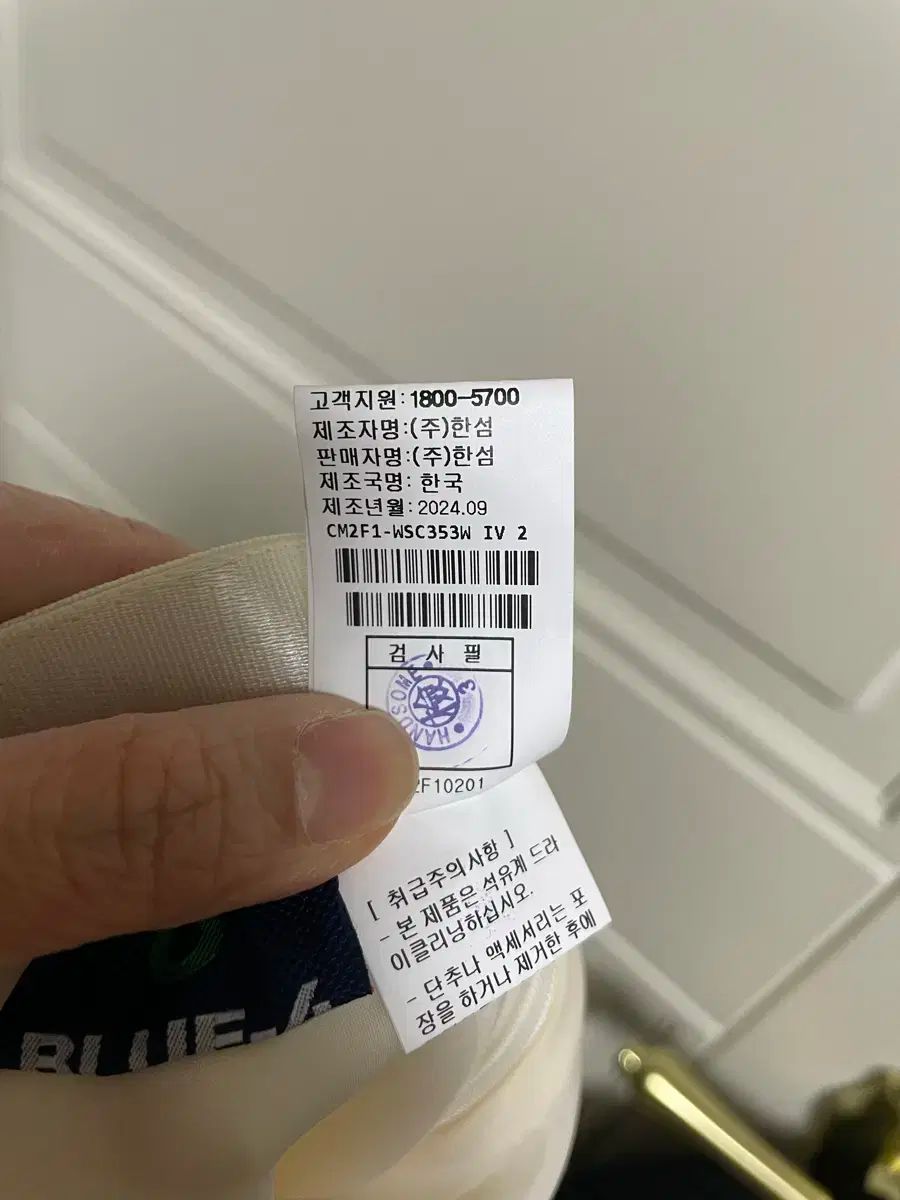 고객지원:1800-5700
제조자명:(주)한섬
판매자명:(주)한섬
제조국명: 한국
제조년월:2024.09
CM2F1-WSC353W IV 2
검 사 필
HANDSOME
3
F10201
[ 취급주의사항 ]
- 본 제품은 석유계 드라
이클리닝하십시오.
- 단추나 액세서리는 포
장을 하거나 제거한 후에
BLUE-